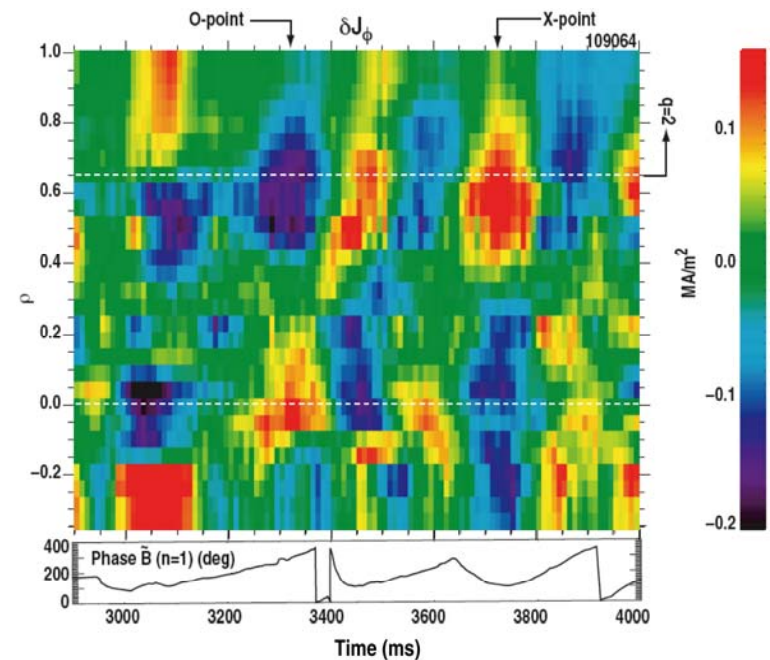 O-point
δJϕ
X-point
109064
1.0
0.8
0.6
0.4
0.2
0.0
−0.2
ρ
q=2
0.1
0.0
−0.1
−0.2
MA/m²
400
200
0
Phase B̃ (n=1) (deg)
3000
3200
3400
3600
3800
4000
Time (ms)